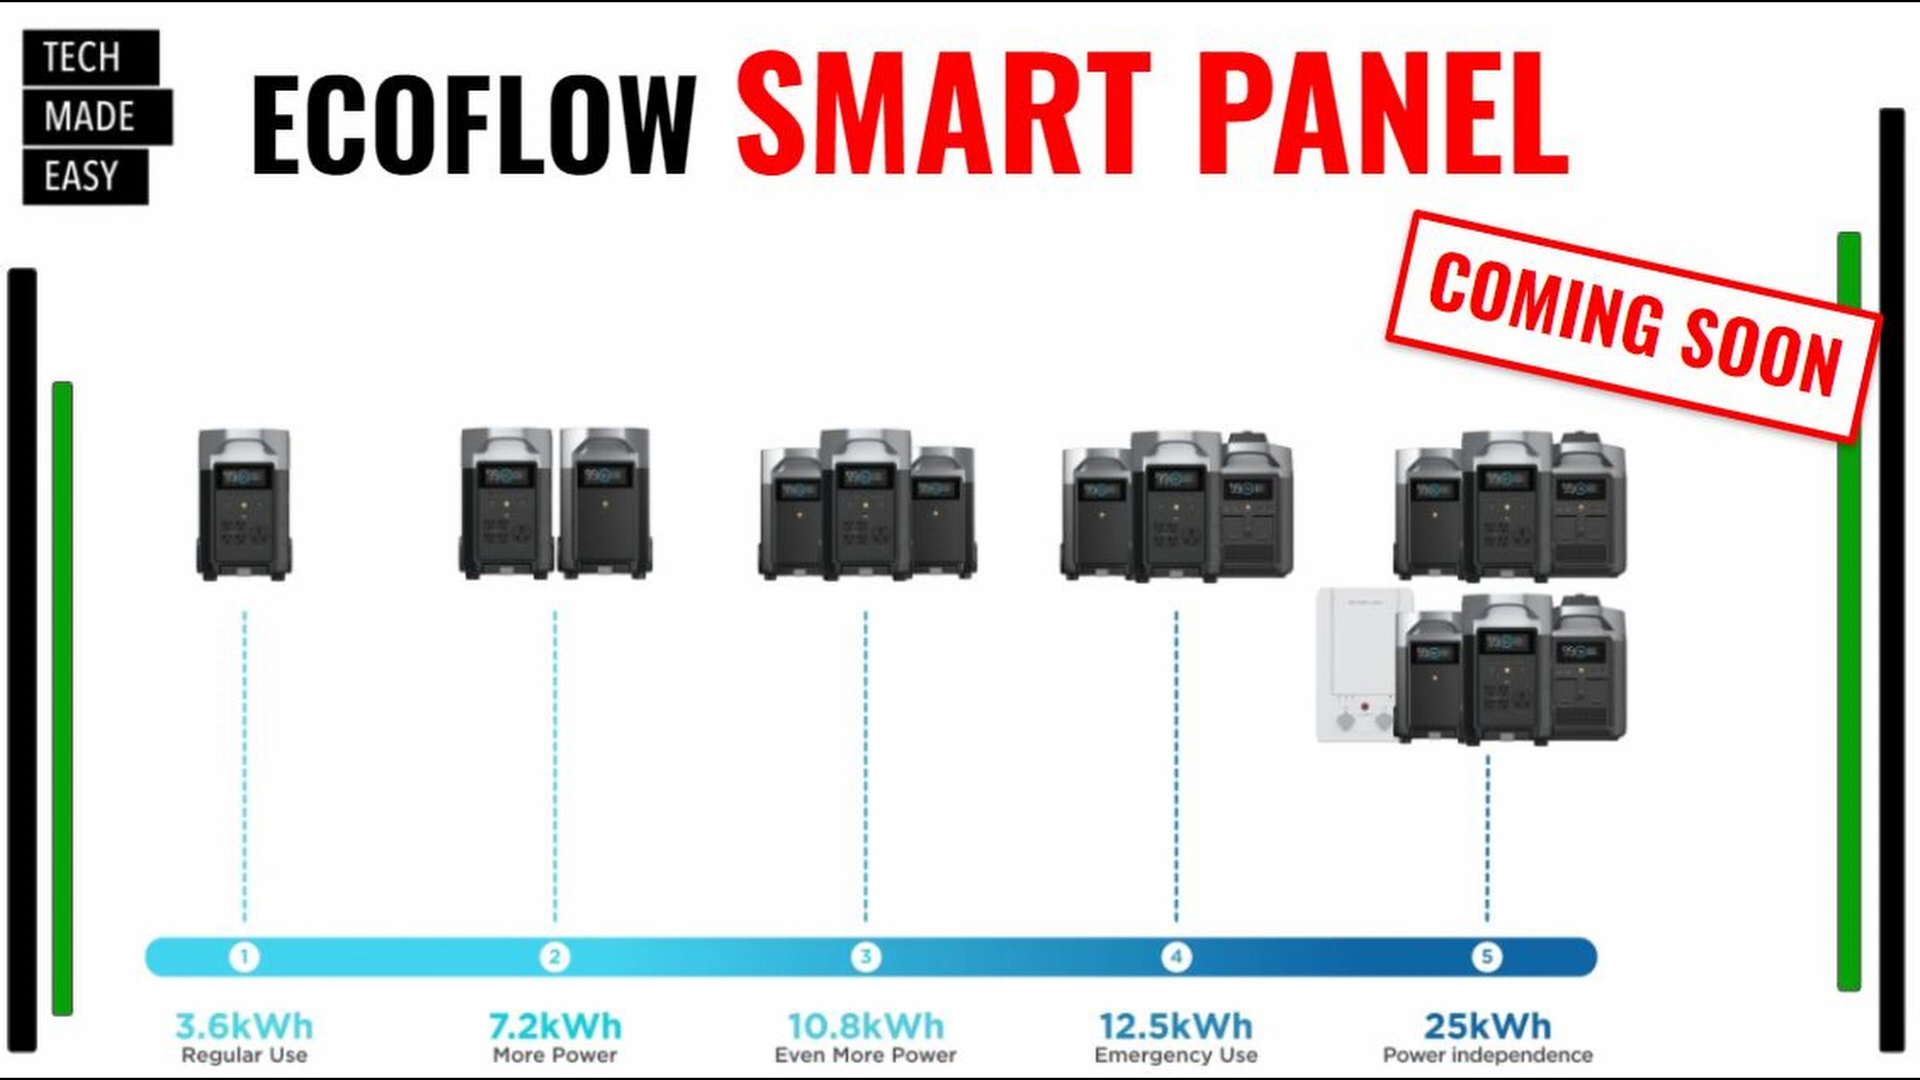 TECH
MADE
EASY
ECOFLOW SMART PANEL
COMING SOON
1 2 3 4 5
3.6kWh 7.2kWh 10.8kWh 12.5kWh 25kWh
Regular Use More Power Even More Power Emergency Use Power independence